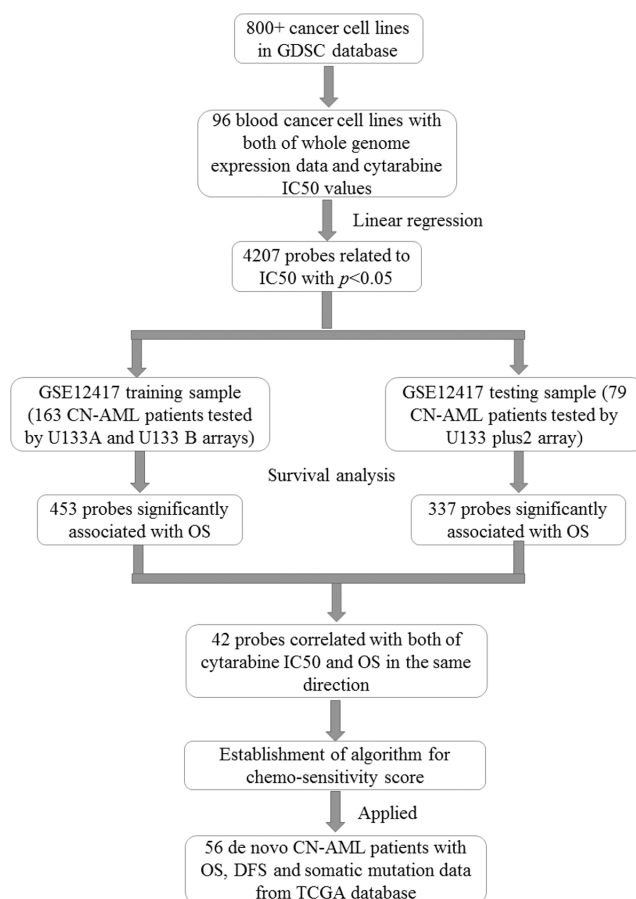 800+ cancer cell lines
in GDSC database
96 blood cancer cell lines with
both of whole genome
expression data and cytarabine
IC50 values
Linear regression
4207 probes related to
IC50 with p<0.05
GSE12417 training sample
(163 CN-AML patients tested
by U133A and U133 B arrays)
GSE12417 testing sample (79
CN-AML patients tested by
U133 plus2 array)
Survival analysis
453 probes significantly
associated with OS
337 probes significantly
associated with OS
42 probes correlated with both of
cytarabine IC50 and OS in the same
direction
Establishment of algorithm for
chemo-sensitivity score
Applied
56 de novo CN-AML patients with
OS, DFS and somatic mutation data
from TCGA database